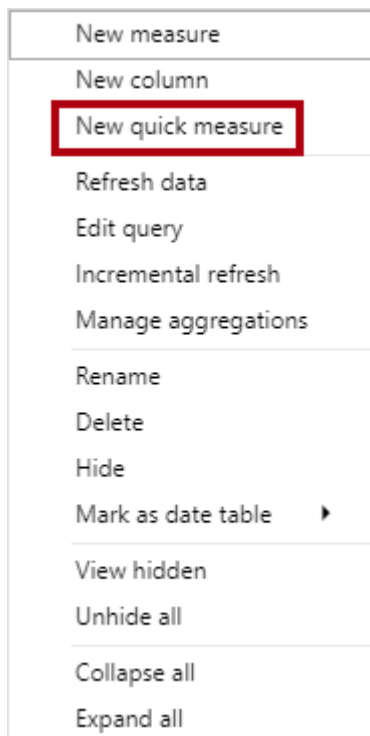 New measure
New column
New quick measure
Refresh data
Edit query
Incremental refresh
Manage aggregations
Rename
Delete
Hide
Mark as date table
View hidden
Unhide all
Collapse all
Expand all